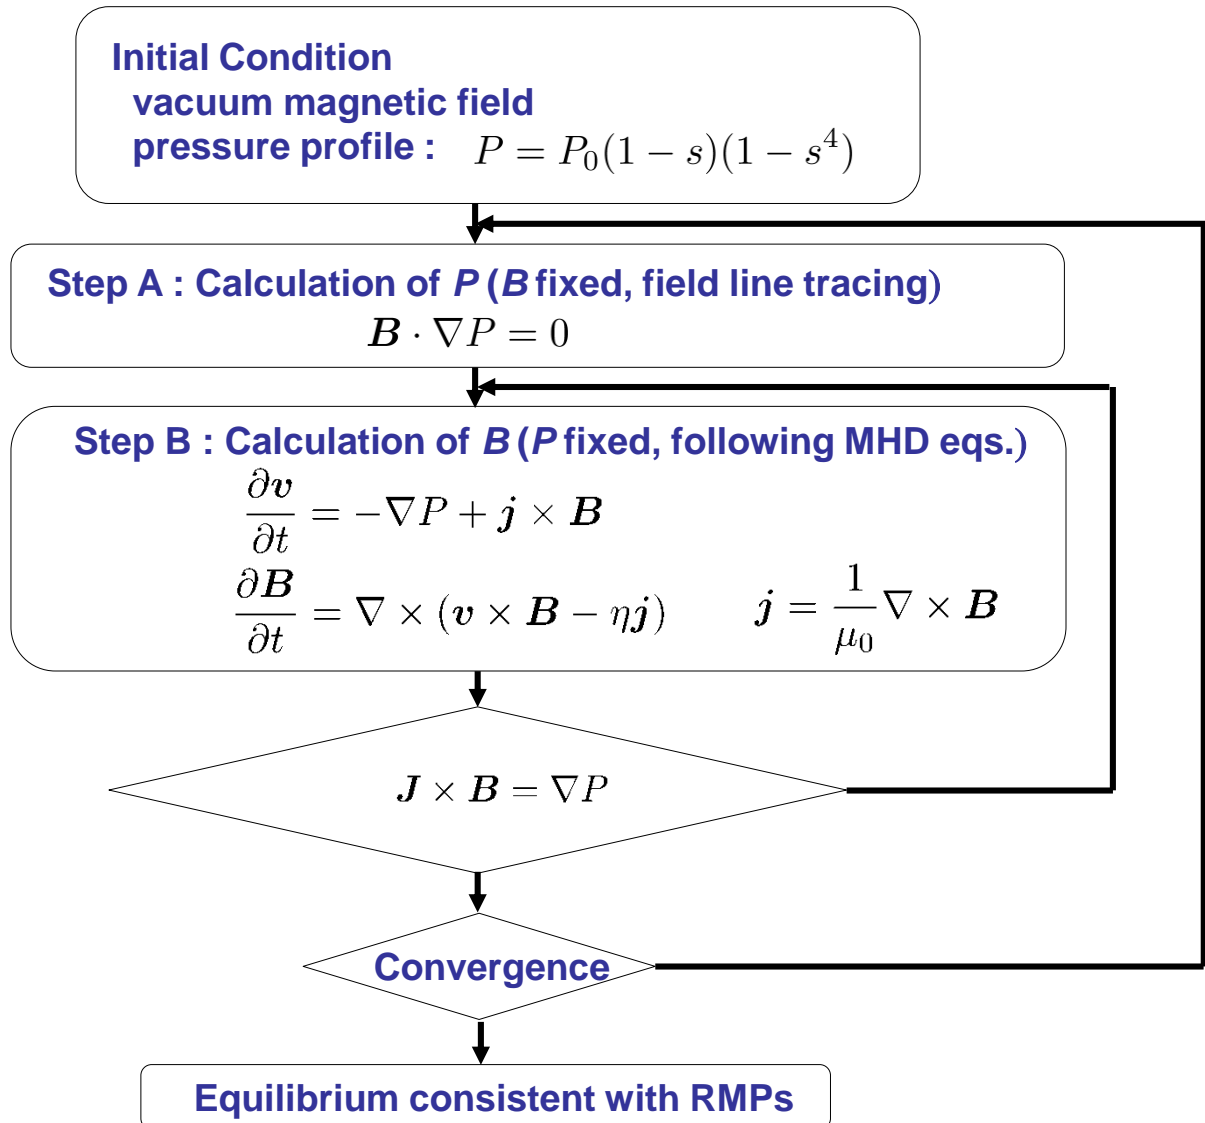 Initial Condition
vacuum magnetic field
pressure profile : P = P₀(1 − s)(1 − s⁴)
Step A : Calculation of P (B fixed, field line tracing)
B · ∇P = 0
Step B : Calculation of B (P fixed, following MHD eqs.)
∂v/∂t = −∇P + j × B
∂B/∂t = ∇ × (v × B − ηj) j = 1/μ₀ ∇ × B
J × B = ∇P
Convergence
Equilibrium consistent with RMPs